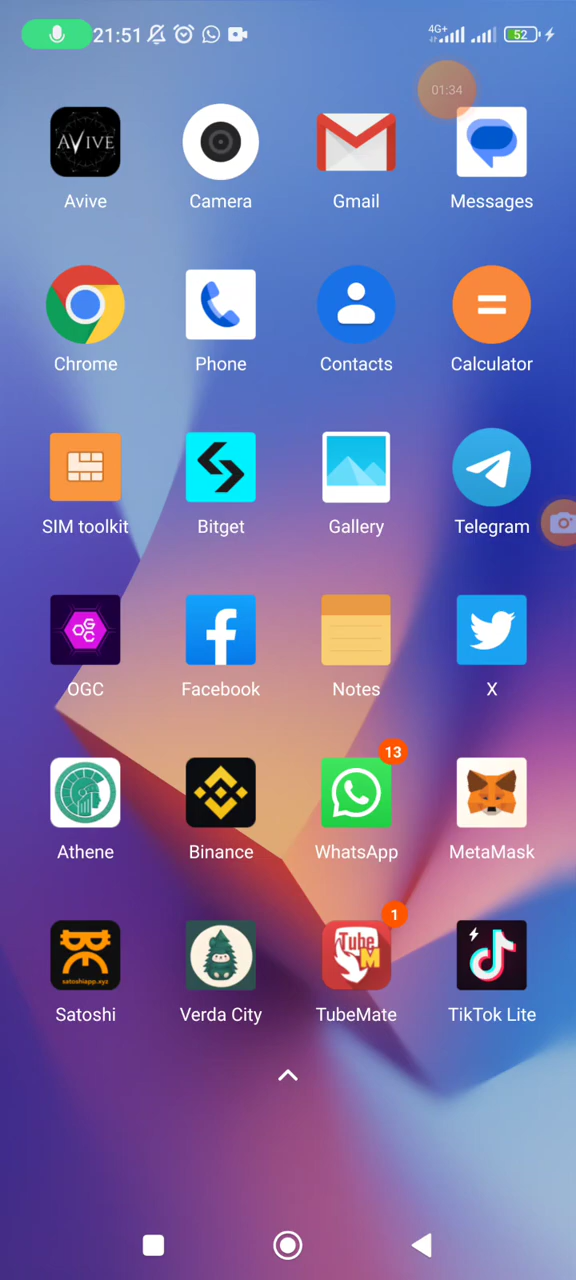 21:51 4G+ 52
01:34
AVIVE
Avive Camera Gmail Messages
Chrome Phone Contacts Calculator
SIM toolkit Bitget Gallery Telegram
OGC
OGC Facebook Notes X
13
Athene Binance WhatsApp MetaMask
1
satoshiapp.xyz Tube M
Satoshi Verda City TubeMate TikTok Lite